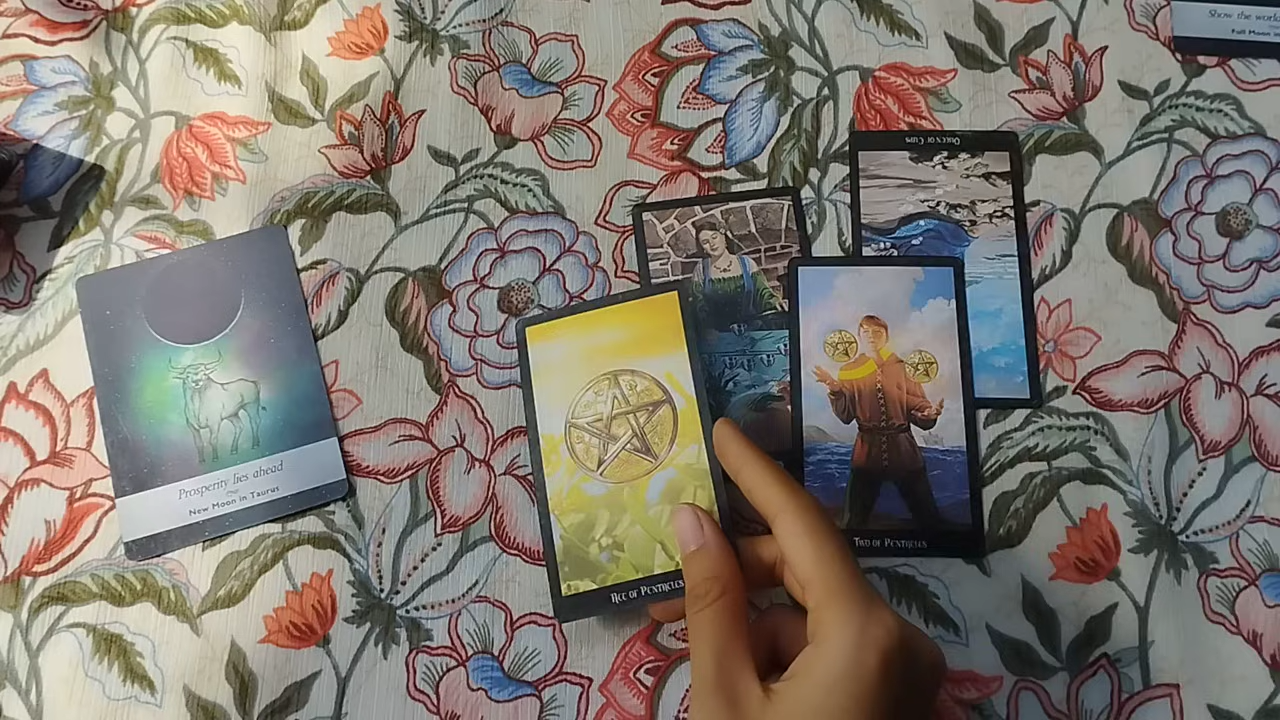 Show the world
Full Moon in
QUEEN OF CUPS
Prosperity lies ahead
New Moon in Taurus
TWO OF PENTACLES
ACE OF PENTACLES